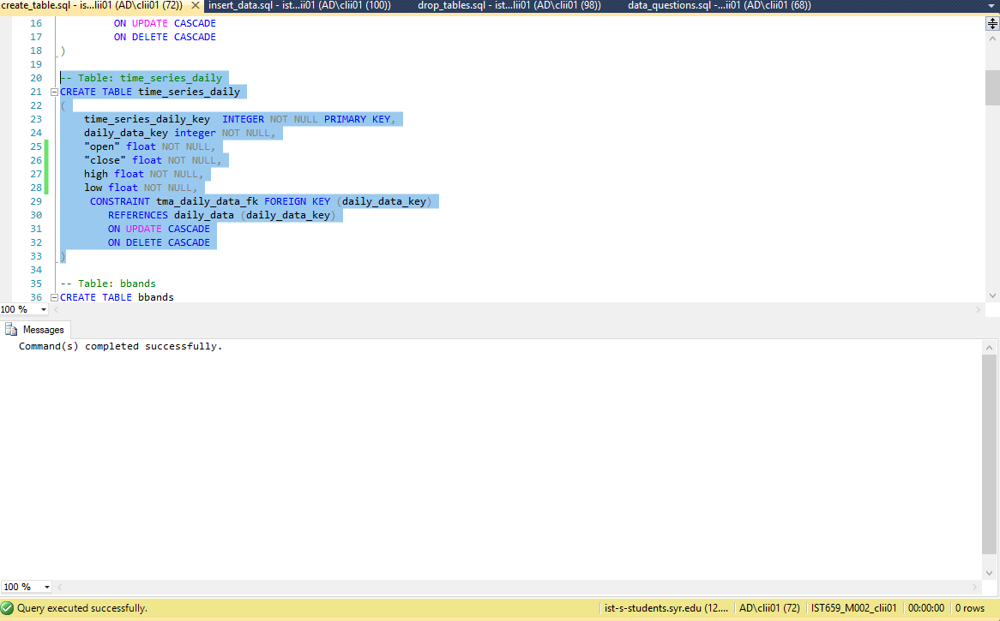 create_table.sql - is...lii01 (AD\clii01 (72)) insert_data.sql - ist...ii01 (AD\clii01 (100)) drop_tables.sql - ist...lii01 (AD\clii01 (98)) data_questions.sql -...ii01 (AD\clii01 (68))
16 ON UPDATE CASCADE
17 ON DELETE CASCADE
18 )
19
20 -- Table: time_series_daily
21 CREATE TABLE time_series_daily
22 (
23 time_series_daily_key  INTEGER NOT NULL PRIMARY KEY,
24 daily_data_key integer NOT NULL,
25 "open" float NOT NULL,
26 "close" float NOT NULL,
27 high float NOT NULL,
28 low float NOT NULL,
29 CONSTRAINT tma_daily_data_fk FOREIGN KEY (daily_data_key)
30 REFERENCES daily_data (daily_data_key)
31 ON UPDATE CASCADE
32 ON DELETE CASCADE
33 )
34
35 -- Table: bbands
36 CREATE TABLE bbands
100 %
Messages
Command(s) completed successfully.
100 %
Query executed successfully. ist-s-students.syr.edu (12.... AD\clii01 (72) IST659_M002_clii01 00:00:00 0 rows